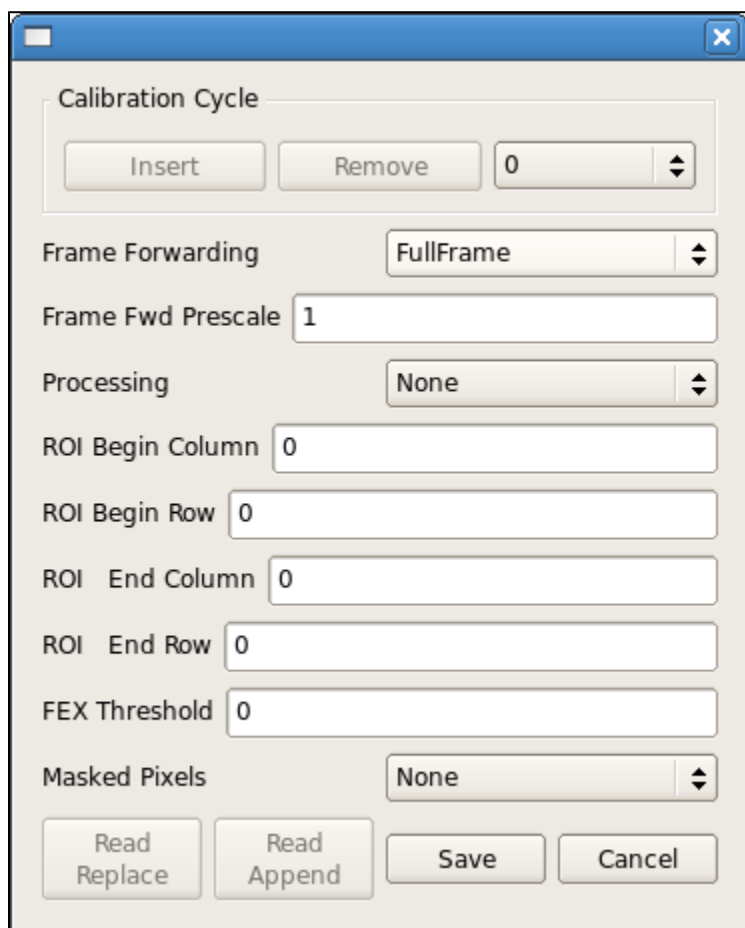 Calibration Cycle
Insert Remove 0
Frame Forwarding FullFrame
Frame Fwd Prescale 1
Processing None
ROI Begin Column 0
ROI Begin Row 0
ROI   End Column 0
ROI   End Row 0
FEX Threshold 0
Masked Pixels None
Read Replace
Read Append
Save Cancel